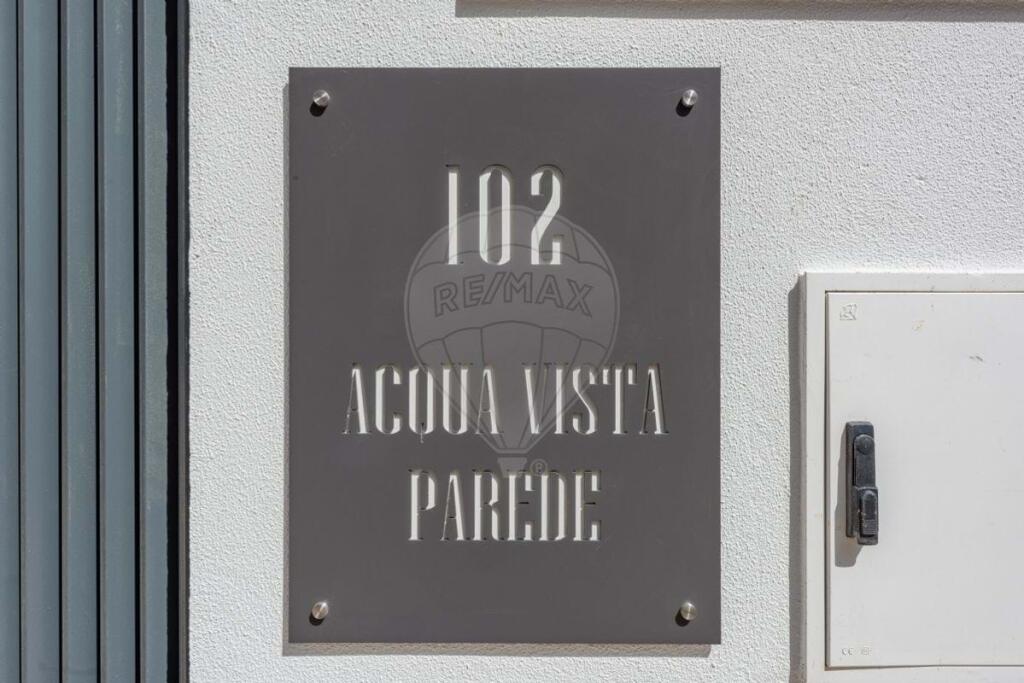 102
RE/MAX
ACQUA VISTA
®
PAREDE